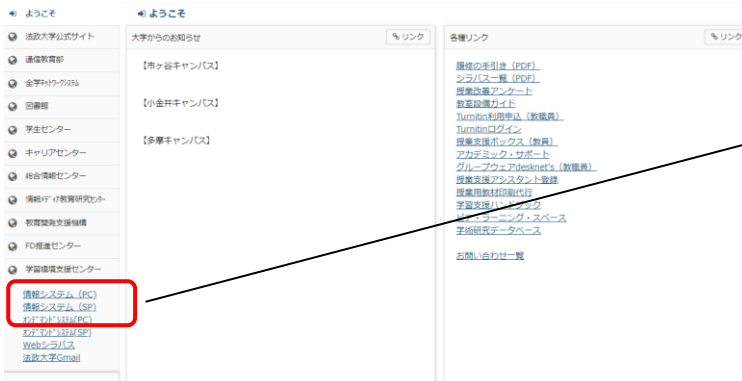 ようこそ
法政大学公式サイト
通信教育部
全学ネットワークシステム
図書館
学生センター
キャリアセンター
総合情報センター
情報メディア教育研究センター
教育開発支援機構
FD推進センター
学習環境支援センター
情報システム（PC）
情報システム（SP）
オンデマンドシステム(PC)
オンデマンドシステム(SP)
Webシラバス
法政大学Gmail
ようこそ
大学からのお知らせ
リンク
【市ヶ谷キャンパス】
【小金井キャンパス】
【多摩キャンパス】
各種リンク
リンク
履修の手引き（PDF）
シラバス一覧（PDF）
授業改善アンケート
教室設備ガイド
Turnitin利用申込（教職員）
Turnitinログイン
授業支援ボックス（教員）
アカデミック・サポート
グループウェアdesknet's（教職員）
授業支援アシスタント登録
授業用教材印刷代行
学習支援ハンドブック
ピア・ラーニング・スペース
学術研究データベース
お問い合わせ一覧